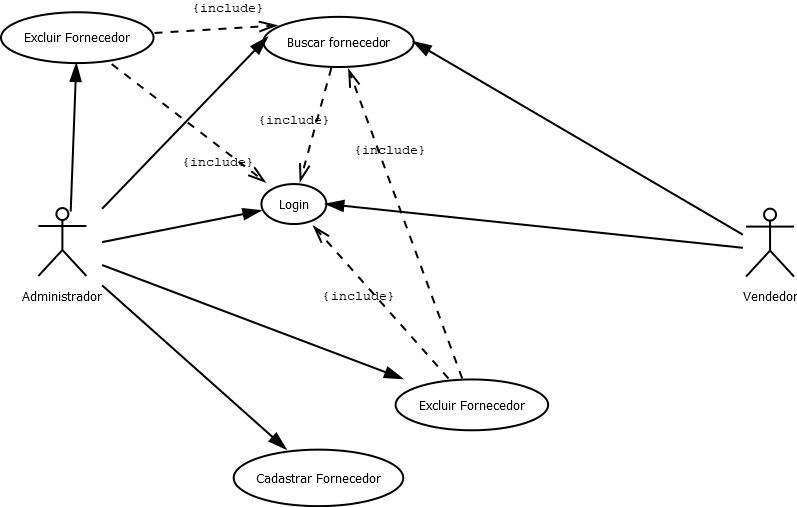 {include}
Excluir Fornecedor
Buscar fornecedor
{include}
{include}
{include}
Login
{include}
Administrador
Vendedor
Excluir Fornecedor
Cadastrar Fornecedor